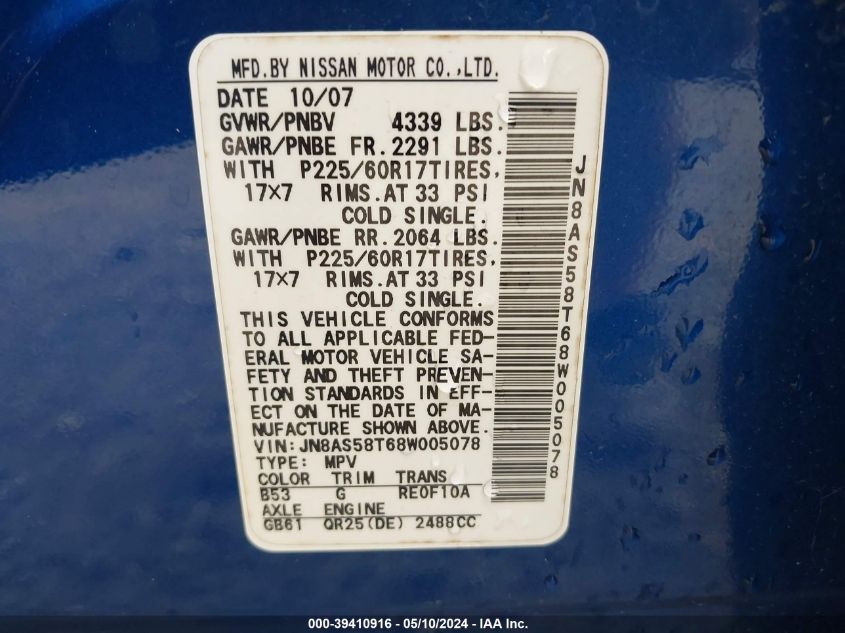 MFD.BY NISSAN MOTOR CO.,LTD.
DATE 10/07
GVWR/PNBV 4339 LBS.
GAWR/PNBE FR.2291 LBS.
WITH P225/60R17TIRES,
17×7 RIMS.AT 33 PSI
COLD SINGLE.
GAWR/PNBE RR.2064 LBS.
WITH P225/60R17TIRES,
17×7 RIMS.AT 33 PSI
COLD SINGLE.
THIS VEHICLE CONFORMS
TO ALL APPLICABLE FED-
ERAL MOTOR VEHICLE SA-
FETY AND THEFT PREVEN-
TION STANDARDS IN EFF-
ECT ON THE DATE OF MA-
NUFACTURE SHOWN ABOVE.
VIN:JN8AS58T68W005078
TYPE: MPV
COLOR TRIM TRANS
B53 G RE0F10A
AXLE ENGINE
GB61 QR25(DE) 2488CC
JN8AS58T68W005078
000-39410916 - 05/10/2024 - IAA Inc.